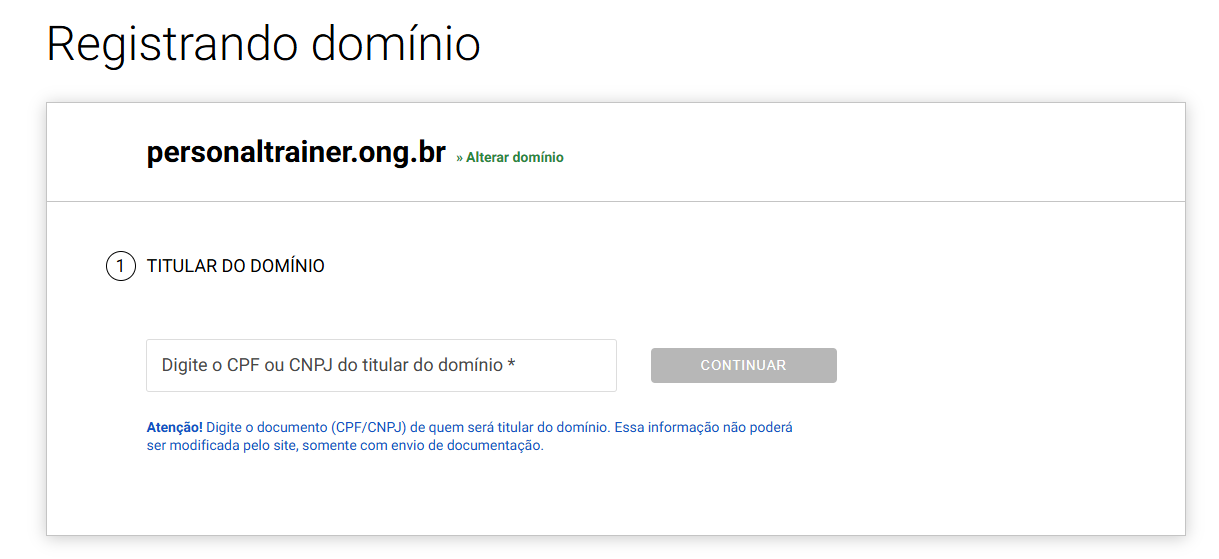 Registrando domínio
personaltrainer.ong.br » Alterar domínio
1 TITULAR DO DOMÍNIO
Digite o CPF ou CNPJ do titular do domínio * CONTINUAR
Atenção! Digite o documento (CPF/CNPJ) de quem será titular do domínio. Essa informação não poderá
ser modificada pelo site, somente com envio de documentação.